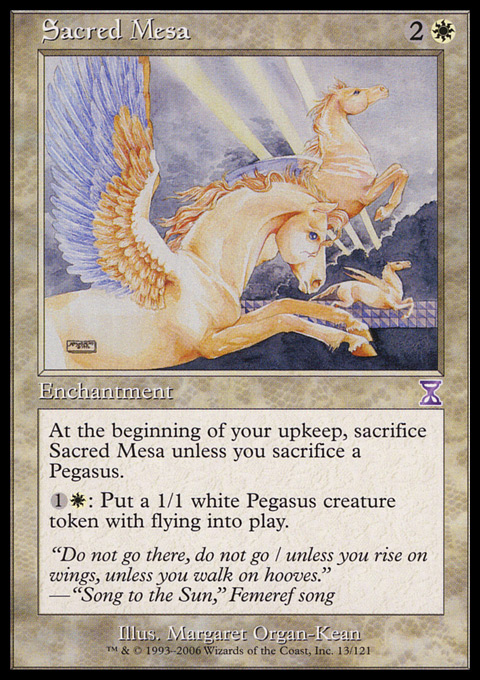 Sacred Mesa 2
Enchantment
At the beginning of your upkeep, sacrifice
Sacred Mesa unless you sacrifice a
Pegasus.
1 : Put a 1/1 white Pegasus creature
token with flying into play.
“Do not go there, do not go / unless you rise on
wings, unless you walk on hooves.”
—“Song to the Sun,” Femeref song
Illus. Margaret Organ-Kean
™ & © 1993–2006 Wizards of the Coast, Inc. 13/121